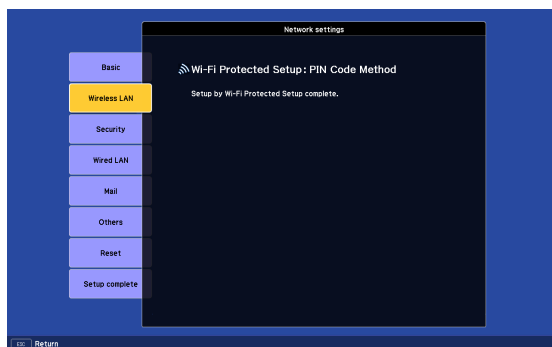 Network settings
Basic
Wireless LAN
Security
Wired LAN
Mail
Others
Reset
Setup complete
Wi-Fi Protected Setup: PIN Code Method
Setup by Wi-Fi Protected Setup complete.
ESC Return